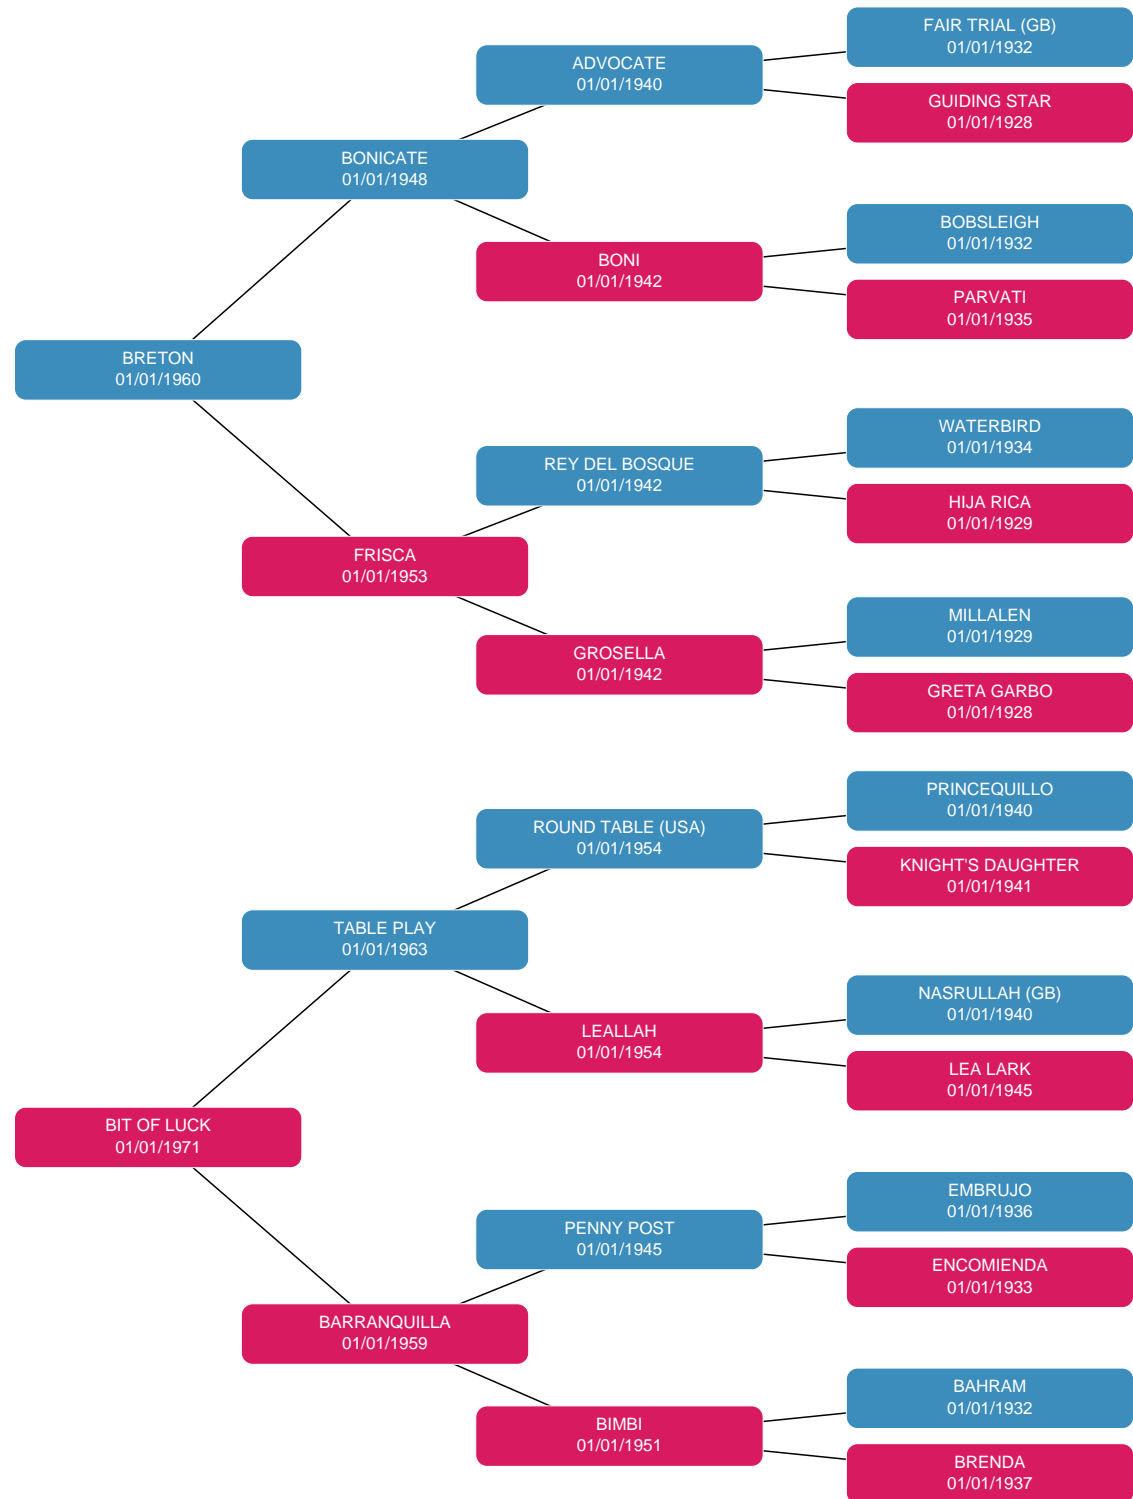 FAIR TRIAL (GB)
01/01/1932
ADVOCATE
01/01/1940
GUIDING STAR
01/01/1928
BONICATE
01/01/1948
BOBSLEIGH
01/01/1932
BONI
01/01/1942
PARVATI
01/01/1935
BRETON
01/01/1960
WATERBIRD
01/01/1934
REY DEL BOSQUE
01/01/1942
HIJA RICA
01/01/1929
FRISCA
01/01/1953
MILLALEN
01/01/1929
GROSELLA
01/01/1942
GRETA GARBO
01/01/1928
PRINCEQUILLO
01/01/1940
ROUND TABLE (USA)
01/01/1954
KNIGHT'S DAUGHTER
01/01/1941
TABLE PLAY
01/01/1963
NASRULLAH (GB)
01/01/1940
LEALLAH
01/01/1954
LEA LARK
01/01/1945
BIT OF LUCK
01/01/1971
EMBRUJO
01/01/1936
PENNY POST
01/01/1945
ENCOMIENDA
01/01/1933
BARRANQUILLA
01/01/1959
BAHRAM
01/01/1932
BIMBI
01/01/1951
BRENDA
01/01/1937